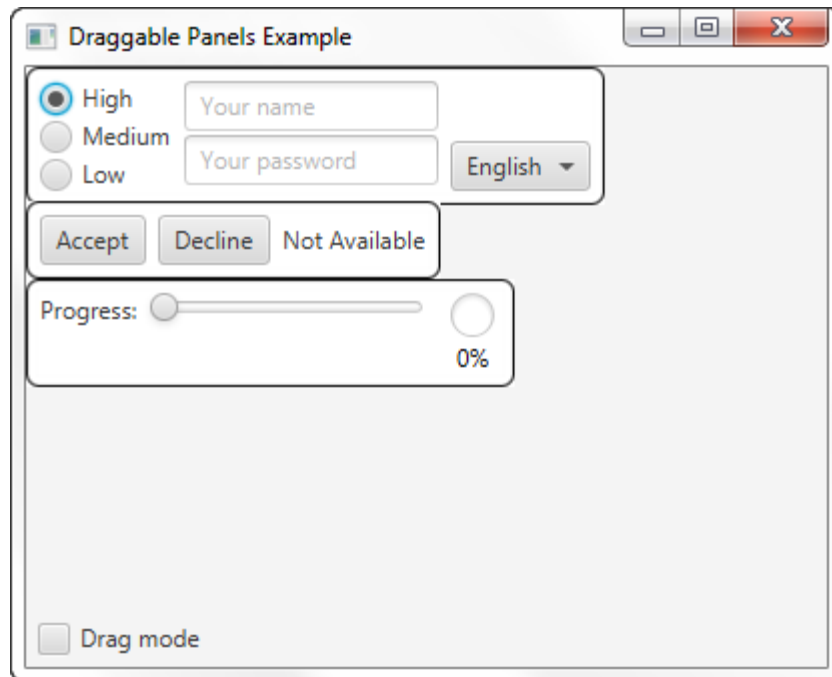 Draggable Panels Example
High
Medium
Low
Your name
Your password
English
Accept
Decline
Not Available
Progress:
0%
Drag mode